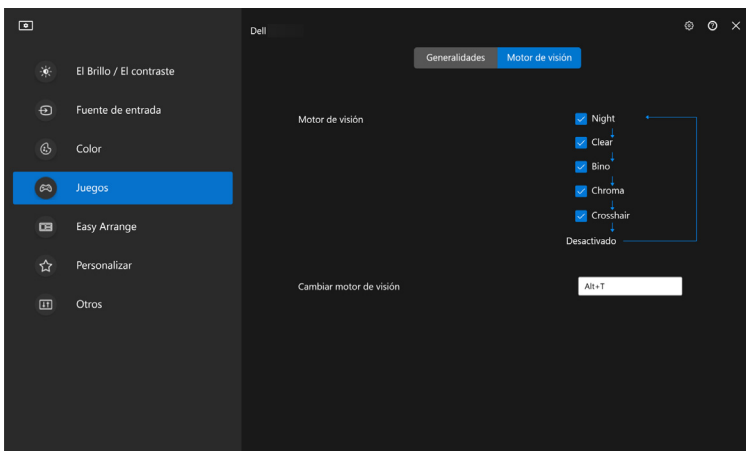 Dell
Generalidades Motor de visión
El Brillo / El contraste
Fuente de entrada
Color
Juegos
Easy Arrange
Personalizar
Otros
Motor de visión
Night
Clear
Bino
Chroma
Crosshair
Desactivado
Cambiar motor de visión
Alt+T